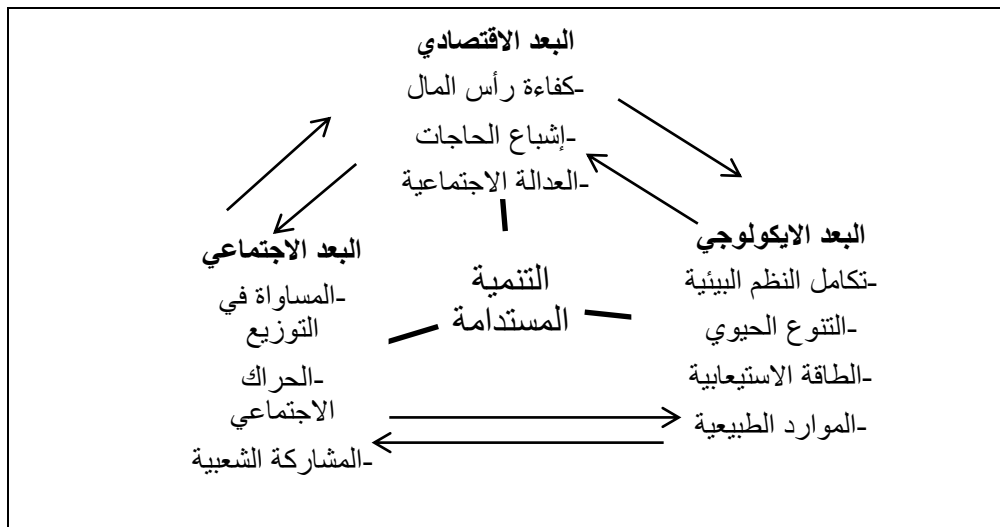 البعد الاقتصادي
-كفاءة رأس المال
-إشباع الحاجات
-العدالة الاجتماعية
البعد الايكولوجي
-تكامل النظم البيئية
-التنوع الحيوي
-الطاقة الاستيعابية
-الموارد الطبيعية
التنمية
المستدامة
البعد الاجتماعي
-المساواة في
التوزيع
-الحراك
الاجتماعي
-المشاركة الشعبية